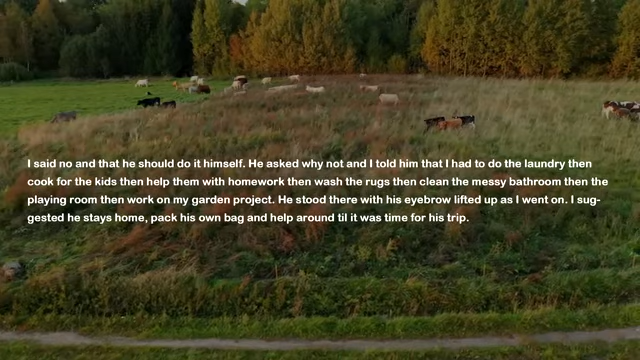 I said no and that he should do it himself. He asked why not and I told him that I had to do the laundry then
cook for the kids then help them with homework then wash the rugs then clean the messy bathroom then the
playing room then work on my garden project. He stood there with his eyebrow lifted up as I went on. I sug-
gested he stays home, pack his own bag and help around til it was time for his trip.